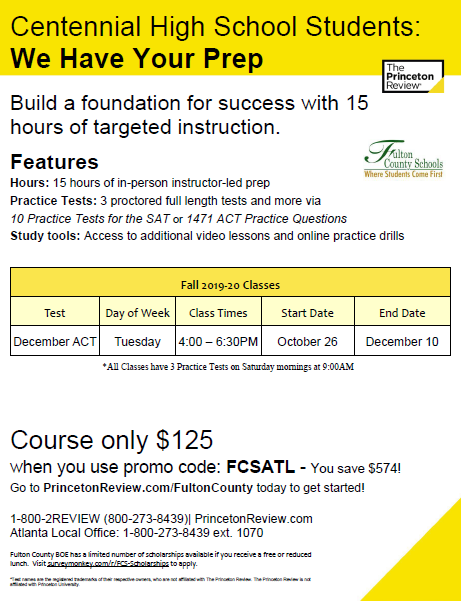 Centennial High School Students:
We Have Your Prep
The
Princeton
Review®
Build a foundation for success with 15
hours of targeted instruction.
Fulton
County Schools
Where Students Come First
Features
Hours: 15 hours of in-person instructor-led prep
Practice Tests: 3 proctored full length tests and more via
10 Practice Tests for the SAT or 1471 ACT Practice Questions
Study tools: Access to additional video lessons and online practice drills
Fall 2019-20 Classes
Test Day of Week Class Times Start Date End Date
December ACT Tuesday 4:00 – 6:30PM October 26 December 10
*All Classes have 3 Practice Tests on Saturday mornings at 9:00AM
Course only $125
when you use promo code: FCSATL - You save $574!
Go to PrincetonReview.com/FultonCounty today to get started!
1-800-2REVIEW (800-273-8439)| PrincetonReview.com
Atlanta Local Office: 1-800-273-8439 ext. 1070
Fulton County BOE has a limited number of scholarships available if you receive a free or reduced
lunch. Visit surveymonkey.com/r/FCS-Scholarships to apply.
*Test names are the registered trademarks of their respective owners, who are not affiliated with The Princeton Review. The Princeton Review is not
affiliated with Princeton University.